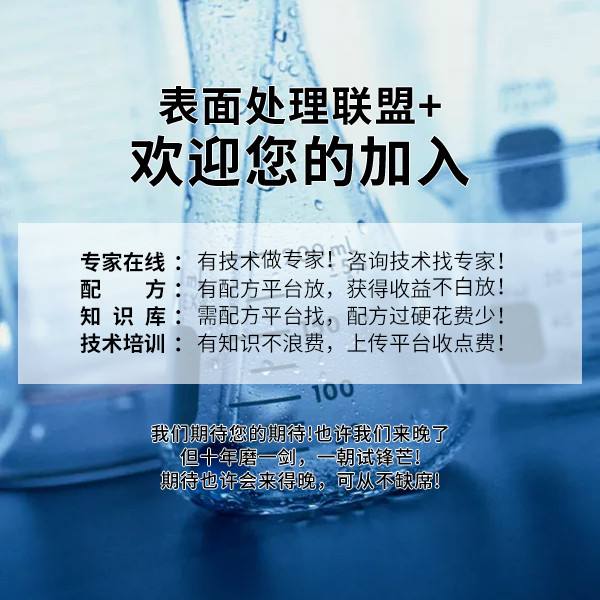 表面处理联盟+
欢迎您的加入
专家在线：有技术做专家！咨询技术找专家！
配方：有配方平台放，获得收益不白放！
知识库：需配方平台找，配方过硬花费少！
技术培训：有知识不浪费，上传平台收点费！
100
我们期待您的期待!也许我们来晚了
但十年磨一剑，一朝试锋芒!
期待也许会来得晚，可从不缺席!